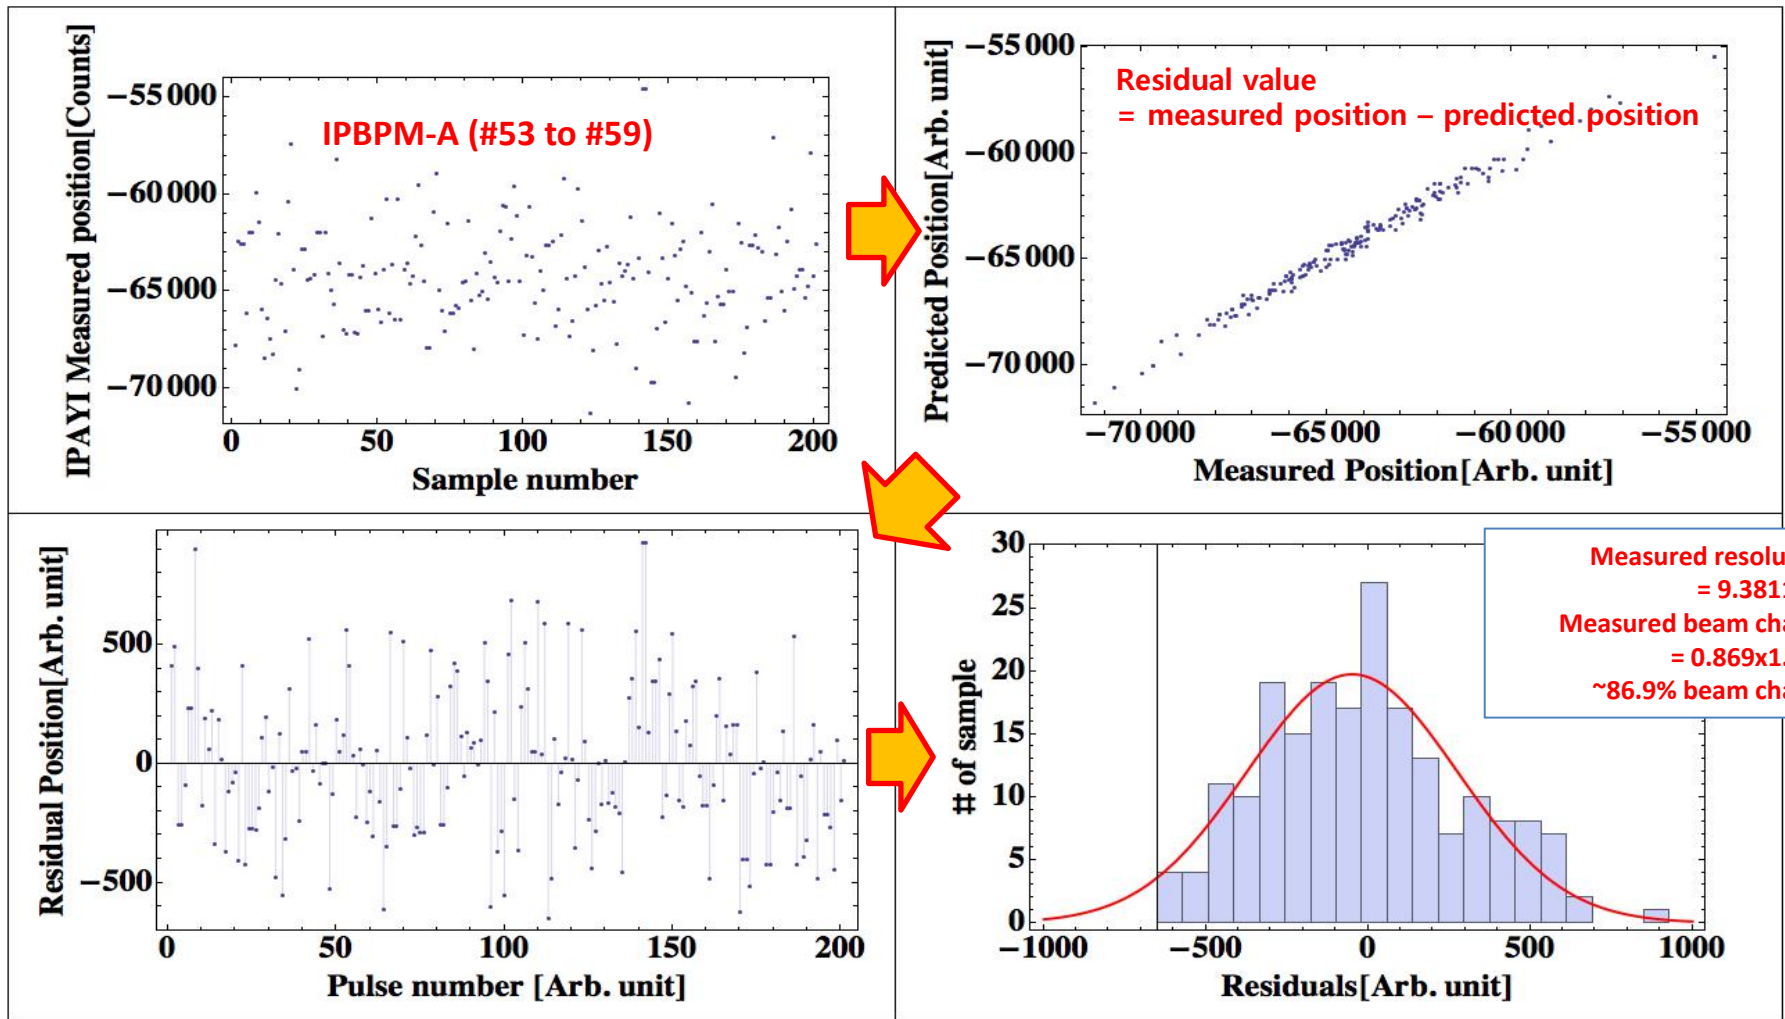 IPAYI Measured position[Counts]
−55 000
−60 000
−65 000
−70 000
IPBPM-A (#53 to #59)
0 50 100 150 200
Sample number
Predicted Position[Arb. unit]
−55 000
−60 000
−65 000
−70 000
Residual value
= measured position – predicted position
−70 000 −65 000 −60 000 −55 000
Measured Position[Arb. unit]
Residual Position[Arb. unit]
500
0
−500
0 50 100 150 200
Pulse number [Arb. unit]
# of sample
30
25
20
15
10
5
0
Measured resolu
= 9.381
Measured beam cha
= 0.869x1.
~86.9% beam cha
−1000 −500 0 500 1000
Residuals[Arb. unit]